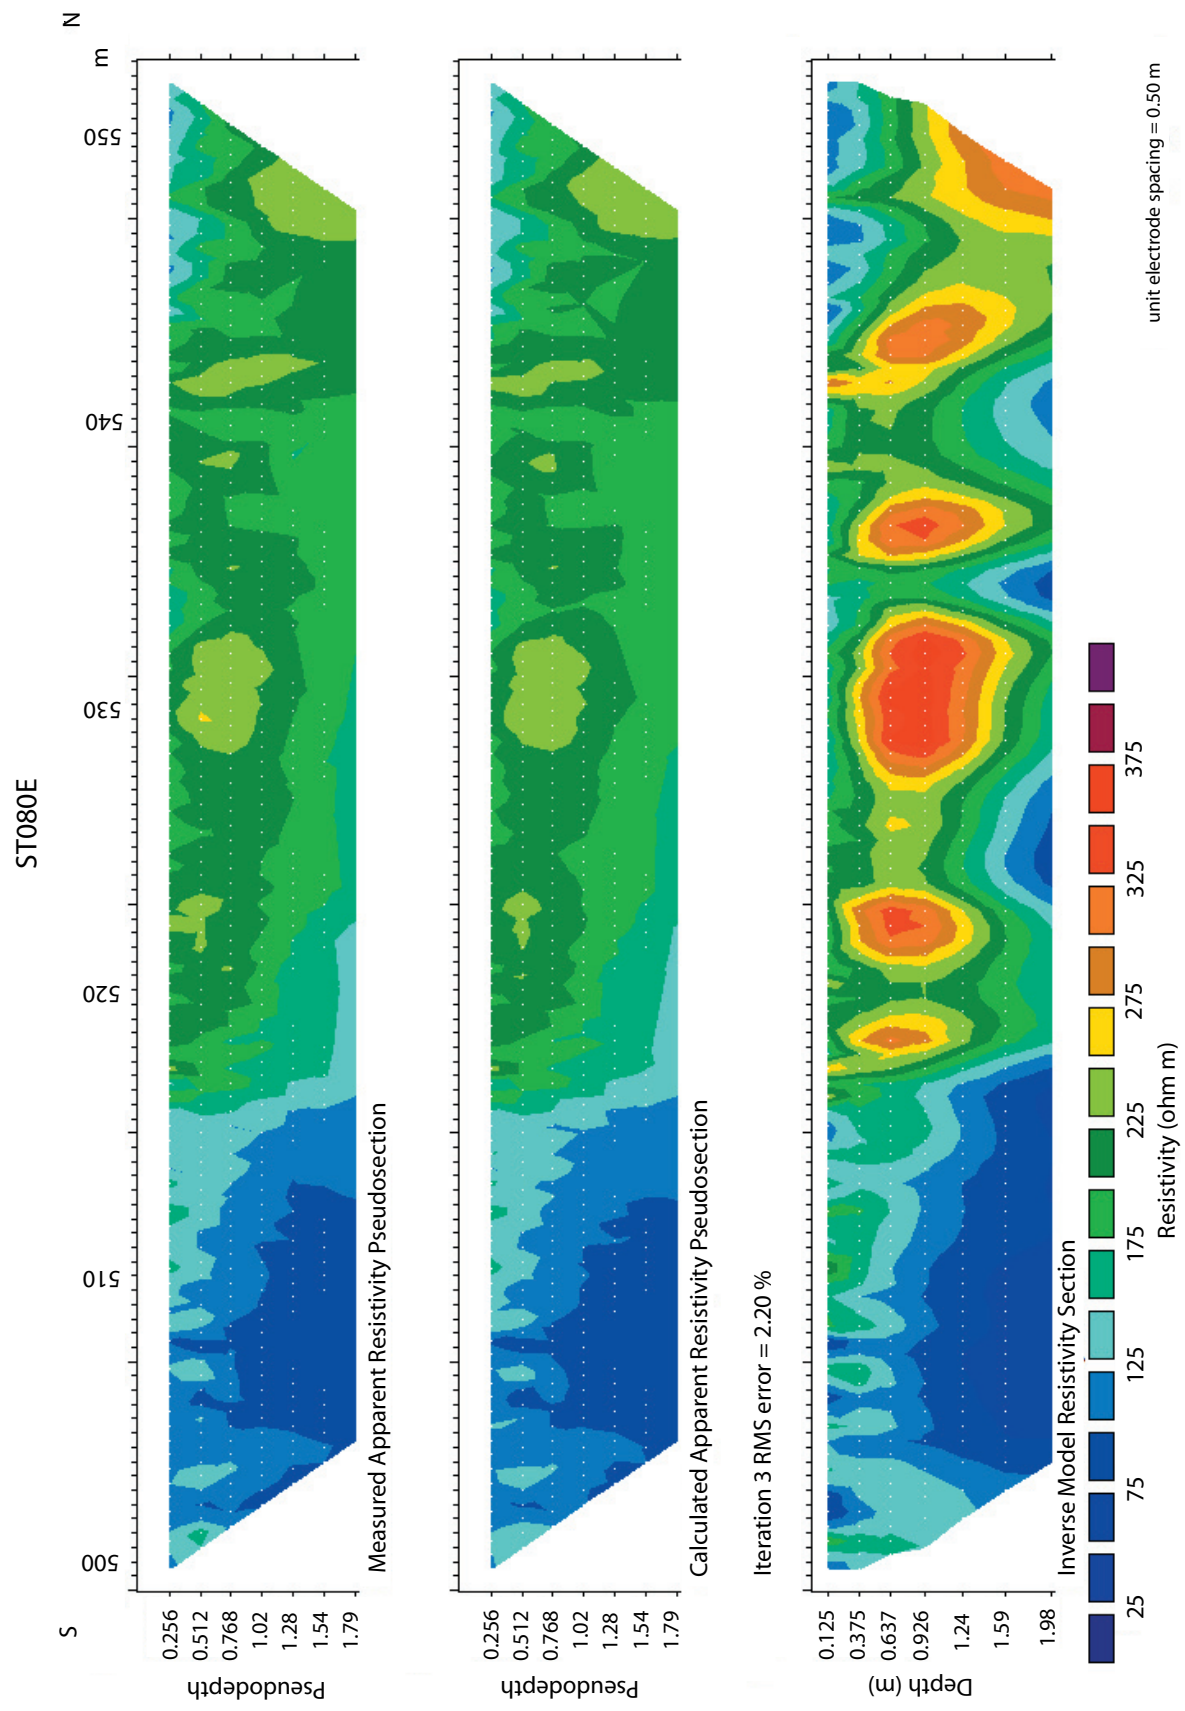 ST080E
S
N
m
500
510
520
530
540
550
Pseudodepth
0.256
0.512
0.768
1.02
1.28
1.54
1.79
Measured Apparent Resistivity Pseudosection
Pseudodepth
0.256
0.512
0.768
1.02
1.28
1.54
1.79
Calculated Apparent Resistivity Pseudosection
Iteration 3 RMS error = 2.20 %
Depth (m)
0.125
0.375
0.637
0.926
1.24
1.59
1.98
Inverse Model Resistivity Section
25
75
125
175
225
275
325
375
Resistivity (ohm m)
unit electrode spacing = 0.50 m